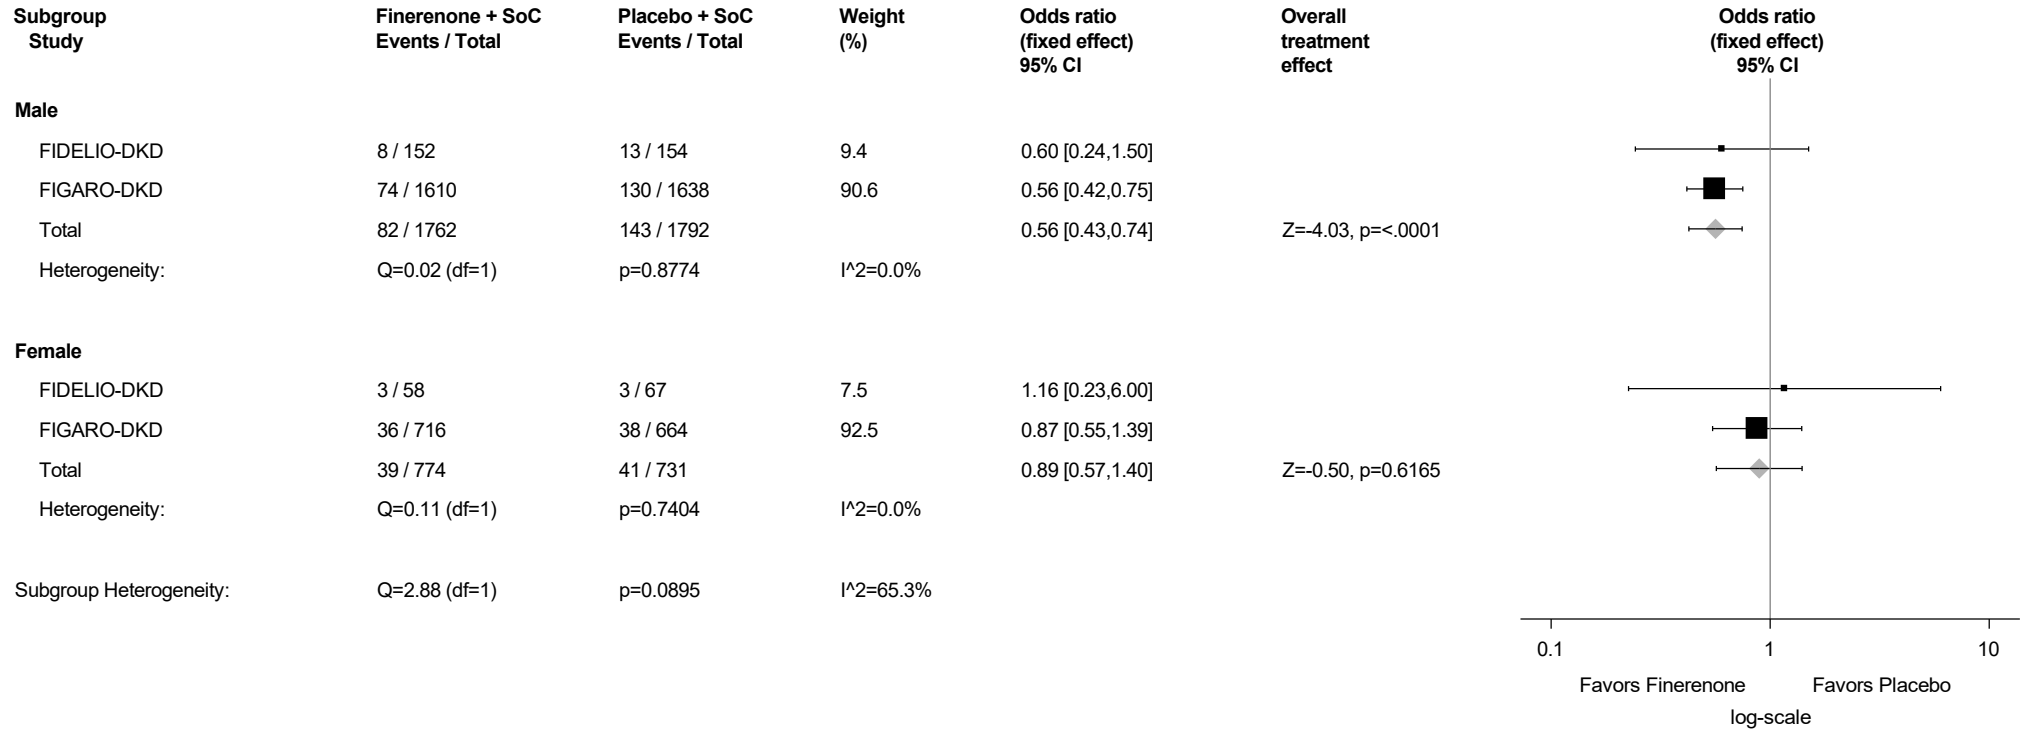 Subgroup Finerenone + SoC Placebo + SoC Weight Odds ratio Overall Odds ratio
Study Events / Total Events / Total (%) (fixed effect) treatment (fixed effect)
95% CI effect 95% CI
Male
FIDELIO-DKD 8 / 152 13 / 154 9.4 0.60 [0.24,1.50]
FIGARO-DKD 74 / 1610 130 / 1638 90.6 0.56 [0.42,0.75]
Total 82 / 1762 143 / 1792 0.56 [0.43,0.74] Z=-4.03, p=<.0001
Heterogeneity: Q=0.02 (df=1) p=0.8774 I^2=0.0%
Female
FIDELIO-DKD 3 / 58 3 / 67 7.5 1.16 [0.23,6.00]
FIGARO-DKD 36 / 716 38 / 664 92.5 0.87 [0.55,1.39]
Total 39 / 774 41 / 731 0.89 [0.57,1.40] Z=-0.50, p=0.6165
Heterogeneity: Q=0.11 (df=1) p=0.7404 I^2=0.0%
Subgroup Heterogeneity: Q=2.88 (df=1) p=0.0895 I^2=65.3%
0.1 1 10
Favors Finerenone Favors Placebo
log-scale